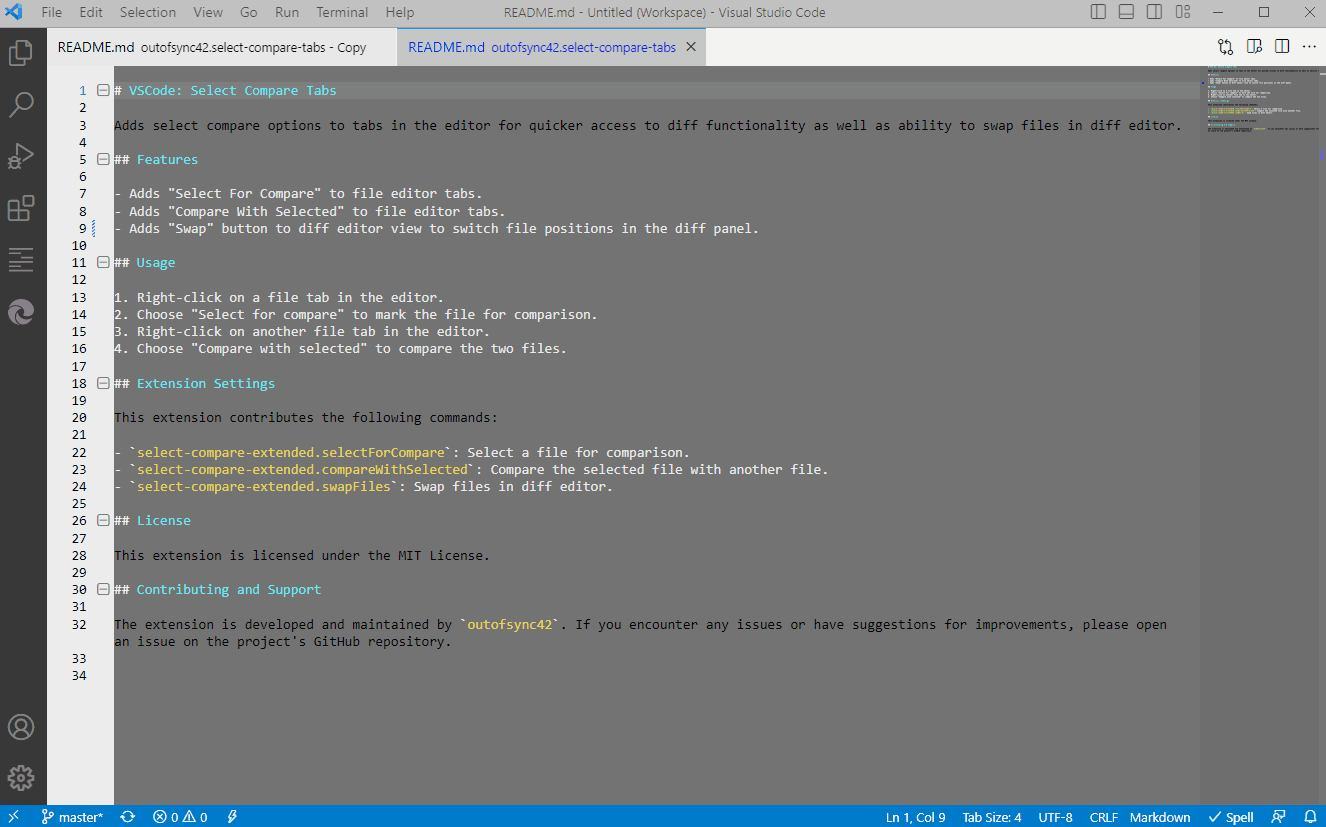 File Edit Selection View Go Run Terminal Help README.md - Untitled (Workspace) - Visual Studio Code
README.md outofsync42.select-compare-tabs - Copy README.md outofsync42.select-compare-tabs
1 # VSCode: Select Compare Tabs
2
3 Adds select compare options to tabs in the editor for quicker access to diff functionality as well as ability to swap files in diff editor.
4
5 ## Features
6
7 - Adds "Select For Compare" to file editor tabs.
8 - Adds "Compare With Selected" to file editor tabs.
9 - Adds "Swap" button to diff editor view to switch file positions in the diff panel.
10
11 ## Usage
12
13 1. Right-click on a file tab in the editor.
14 2. Choose "Select for compare" to mark the file for comparison.
15 3. Right-click on another file tab in the editor.
16 4. Choose "Compare with selected" to compare the two files.
17
18 ## Extension Settings
19
20 This extension contributes the following commands:
21
22 - `select-compare-extended.selectForCompare`: Select a file for comparison.
23 - `select-compare-extended.compareWithSelected`: Compare the selected file with another file.
24 - `select-compare-extended.swapFiles`: Swap files in diff editor.
25
26 ## License
27
28 This extension is licensed under the MIT License.
29
30 ## Contributing and Support
31
32 The extension is developed and maintained by `outofsync42`. If you encounter any issues or have suggestions for improvements, please open
an issue on the project's GitHub repository.
33
34
master* 0 0 Ln 1, Col 9 Tab Size: 4 UTF-8 CRLF Markdown Spell